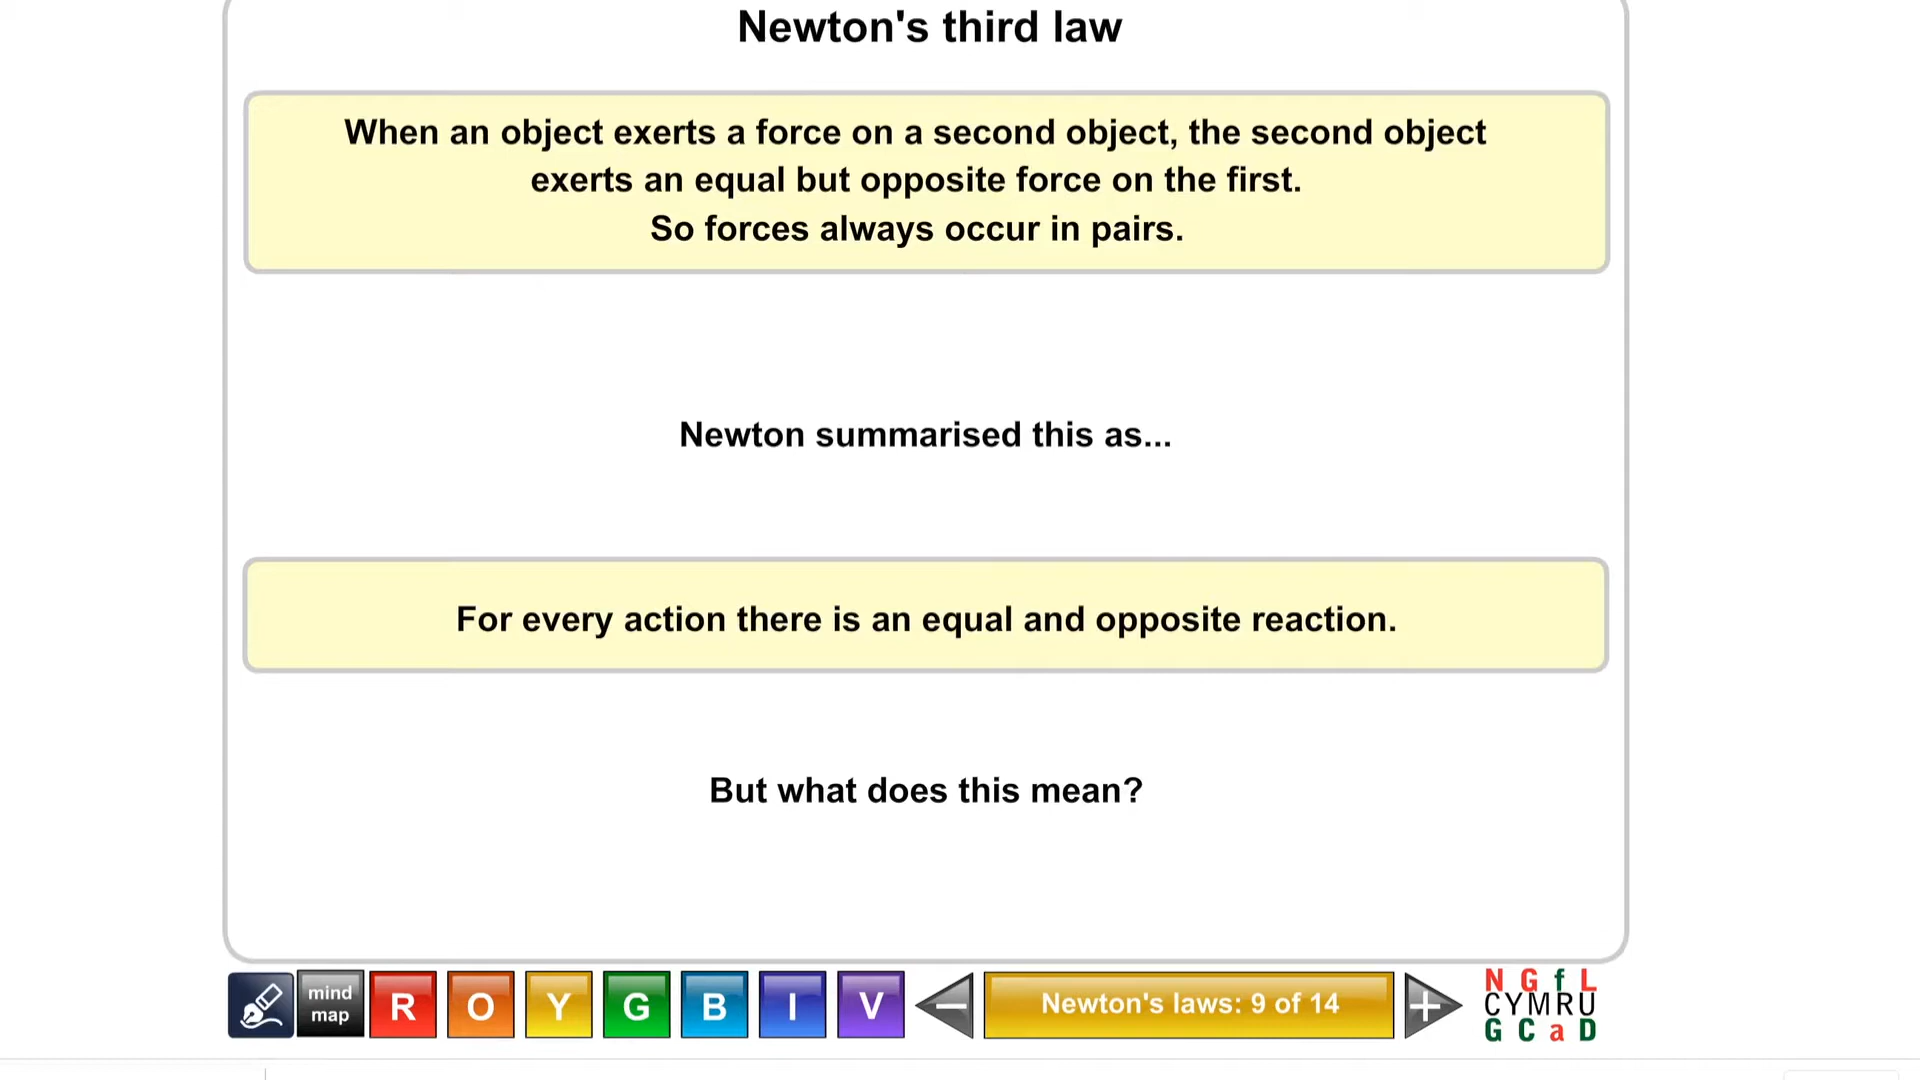 Newton's third law
When an object exerts a force on a second object, the second object
exerts an equal but opposite force on the first.
So forces always occur in pairs.
Newton summarised this as...
For every action there is an equal and opposite reaction.
But what does this mean?
mind
map
R O Y G B I V
Newton's laws: 9 of 14
N G f L
CYMRU
G C a D